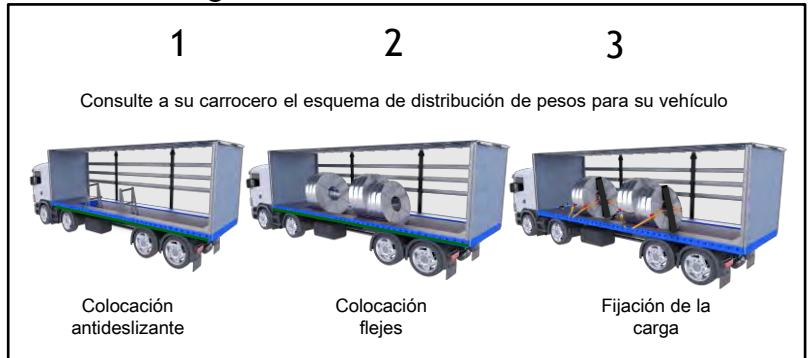 1 2 3
Consulte a su carrocero el esquema de distribución de pesos para su vehículo
Colocación antideslizante
Colocación flejes
Fijación de la carga